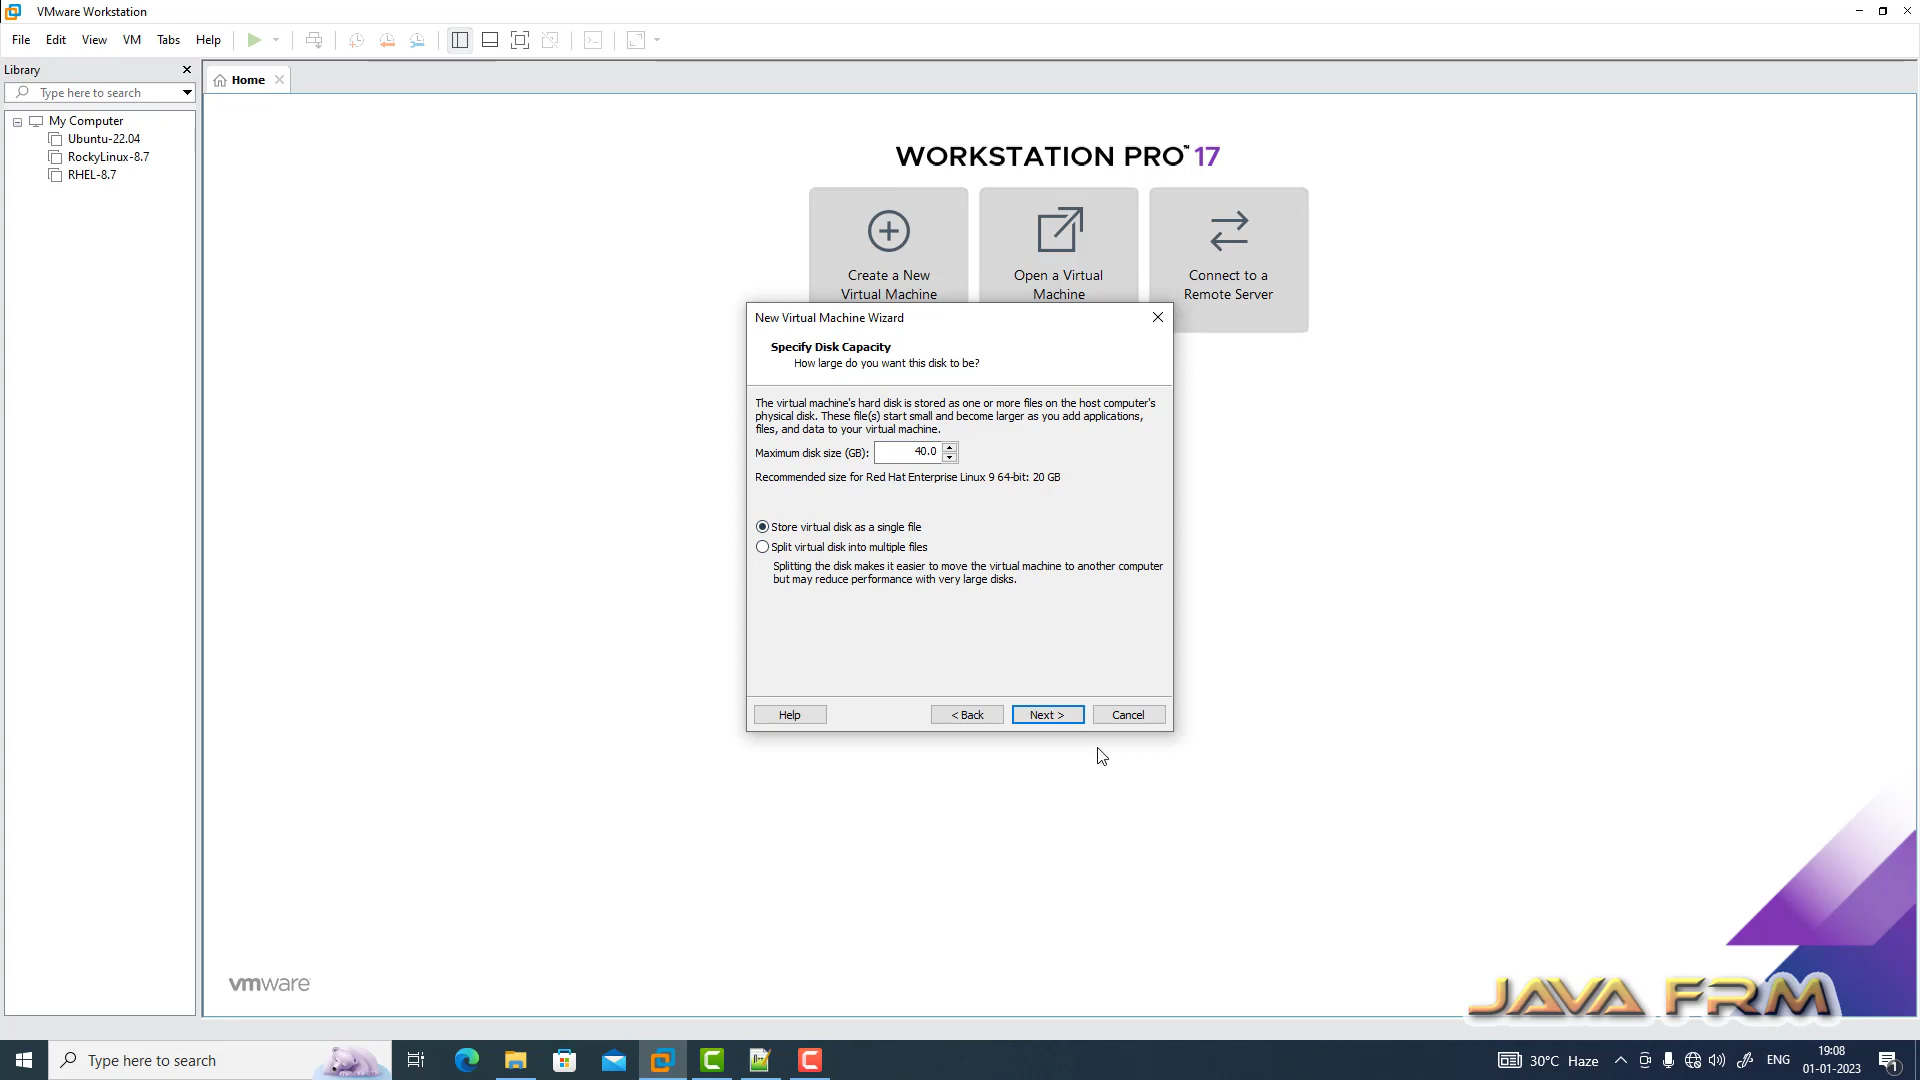 VMware Workstation
File Edit View VM Tabs Help
Library
Type here to search
My Computer
Ubuntu-22.04
RockyLinux-8.7
RHEL-8.7
Home
WORKSTATION PRO™ 17
Create a New
Virtual Machine
Open a Virtual
Machine
Connect to a
Remote Server
New Virtual Machine Wizard
Specify Disk Capacity
How large do you want this disk to be?
The virtual machine's hard disk is stored as one or more files on the host computer's
physical disk. These file(s) start small and become larger as you add applications,
files, and data to your virtual machine.
Maximum disk size (GB): 40.0
Recommended size for Red Hat Enterprise Linux 9 64-bit: 20 GB
Store virtual disk as a single file
Split virtual disk into multiple files
Splitting the disk makes it easier to move the virtual machine to another computer
but may reduce performance with very large disks.
Help < Back Next > Cancel
vmware
JAVA FRM
Type here to search
30°C Haze
ENG
19:08
01-01-2023
1